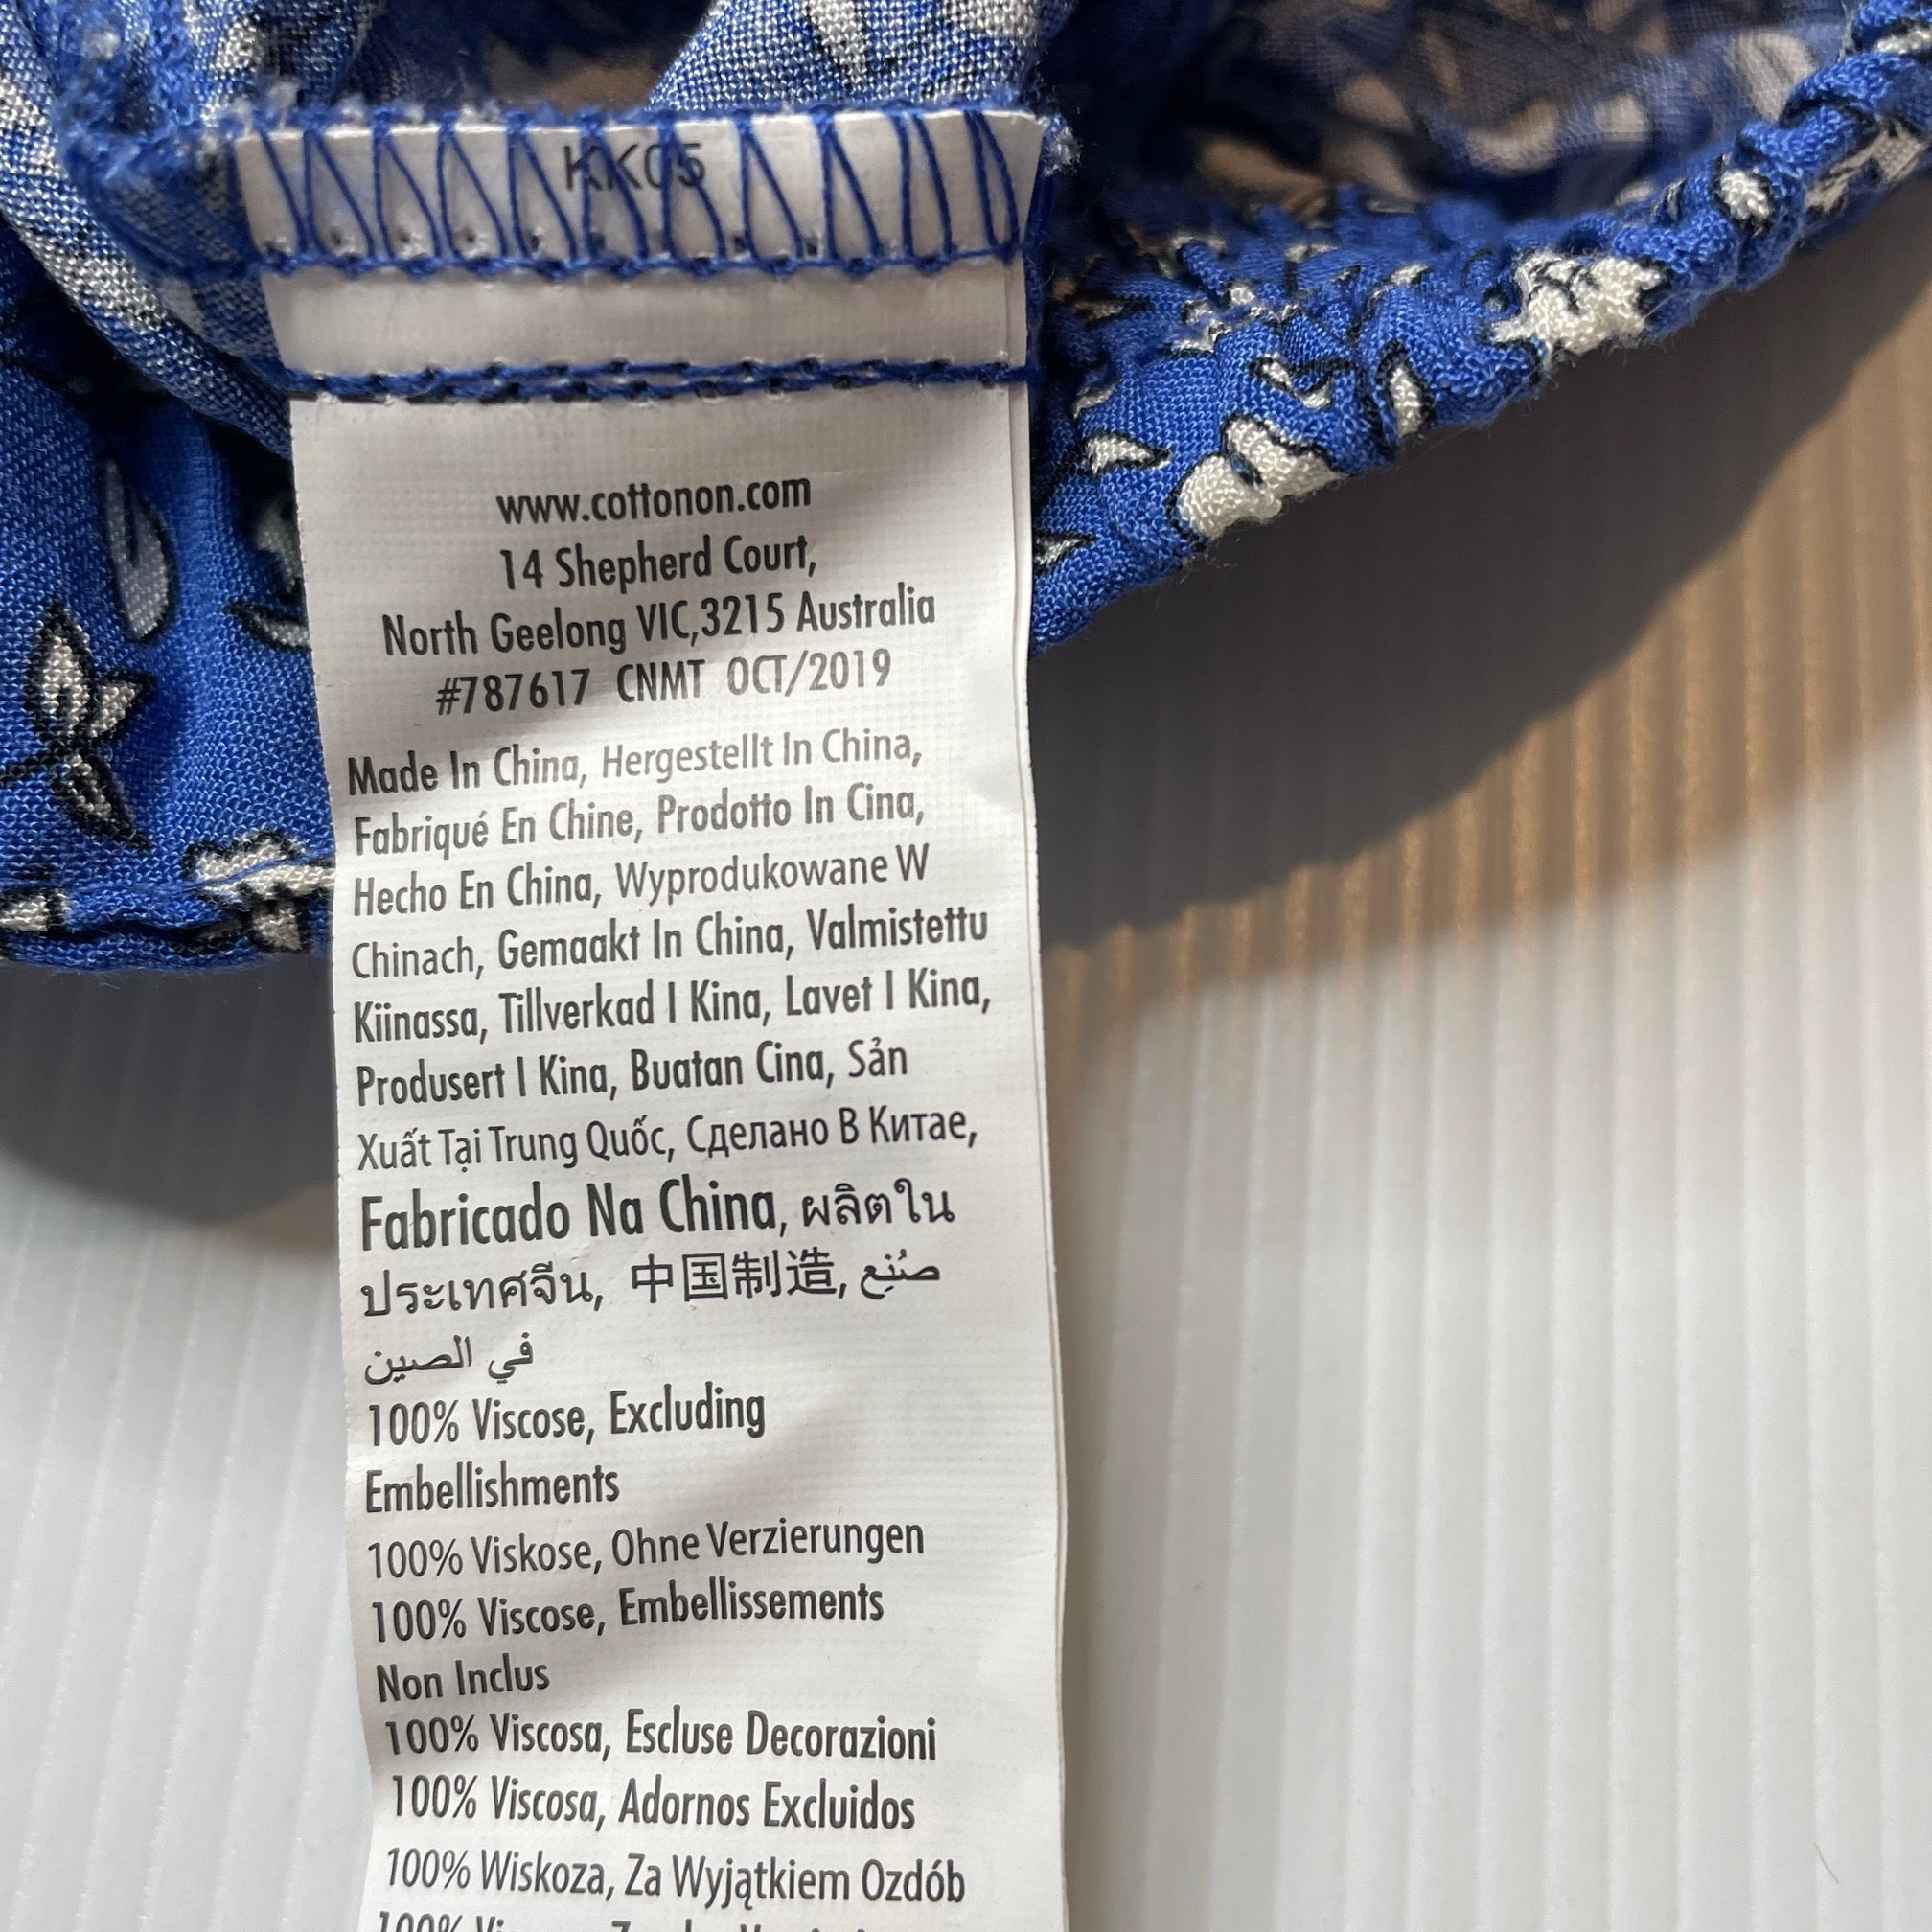 KK05
www.cottonon.com
14 Shepherd Court,
North Geelong VIC,3215 Australia
#787617 CNMT OCT/2019
Made In China, Hergestellt In China,
Fabriqué En Chine, Prodotto In Cina,
Hecho En China, Wyprodukowane W
Chinach, Gemaakt In China, Valmistettu
Kiinassa, Tillverkad I Kina, Lavet I Kina,
Produsert I Kina, Buatan Cina, Sản
Xuất Tại Trung Quốc, Сделано В Китае,
Fabricado Na China, ผลิตใน
ประเทศจีน, 中国制造, صُنِع
في الصين
100% Viscose, Excluding
Embellishments
100% Viskose, Ohne Verzierungen
100% Viscose, Embellissements
Non Inclus
100% Viscosa, Escluse Decorazioni
100% Viscosa, Adornos Excluidos
100% Wiskoza, Za Wyjątkiem Ozdób
100%